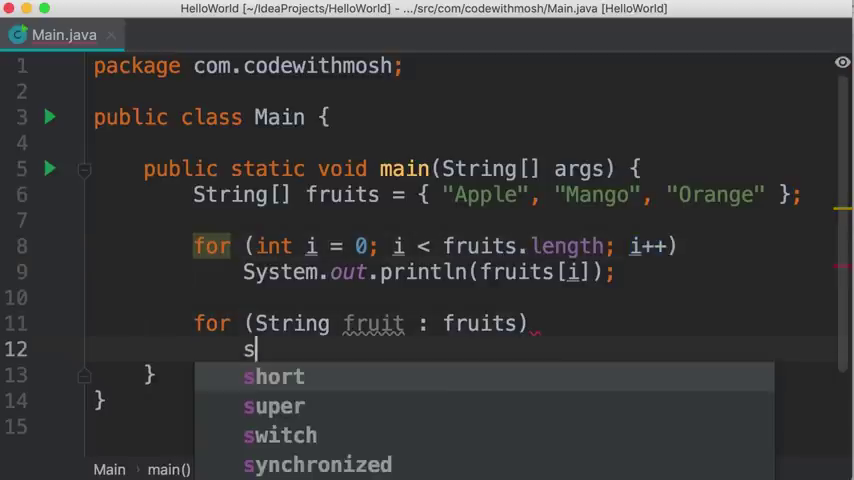 HelloWorld [~/IdeaProjects/HelloWorld] - .../src/com/codewithmosh/Main.java [HelloWorld]
Main.java
1 package com.codewithmosh;
2
3 public class Main {
4
5 public static void main(String[] args) {
6 String[] fruits = { "Apple", "Mango", "Orange" };
7
8 for (int i = 0; i < fruits.length; i++)
9 System.out.println(fruits[i]);
10
11 for (String fruit : fruits)
12 s
short
13 }
super
14 }
switch
15
synchronized
Main main()